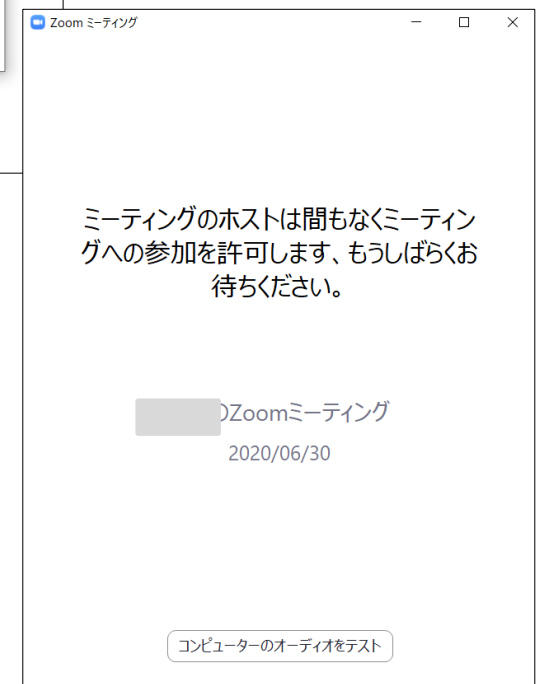 Zoom ミーティング
ミーティングのホストは間もなくミーティン
グへの参加を許可します、もうしばらくお
待ちください。
Zoomミーティング
2020/06/30
コンピューターのオーディオをテスト